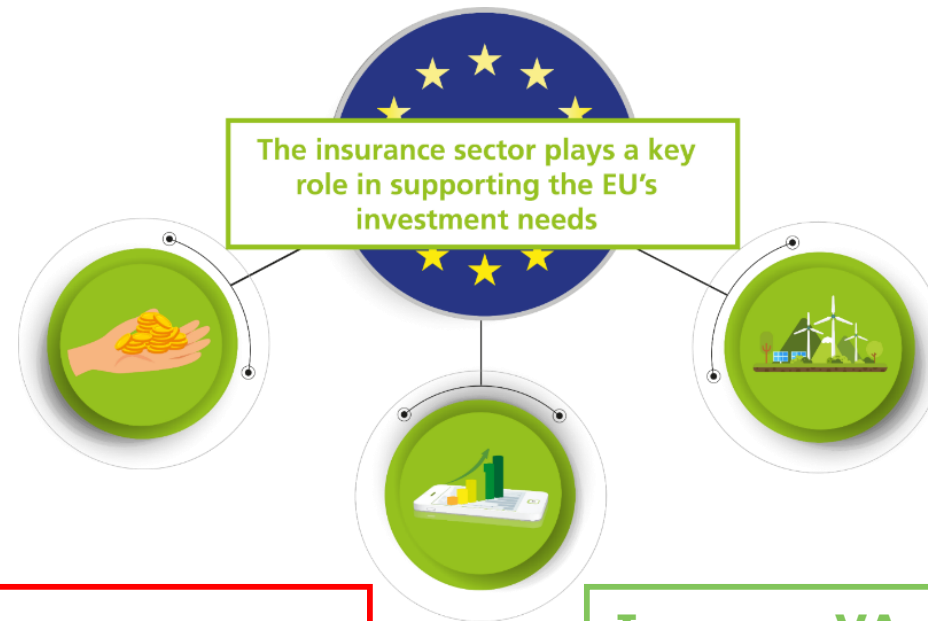 The insurance sector plays a key
role in supporting the EU's
investment needs